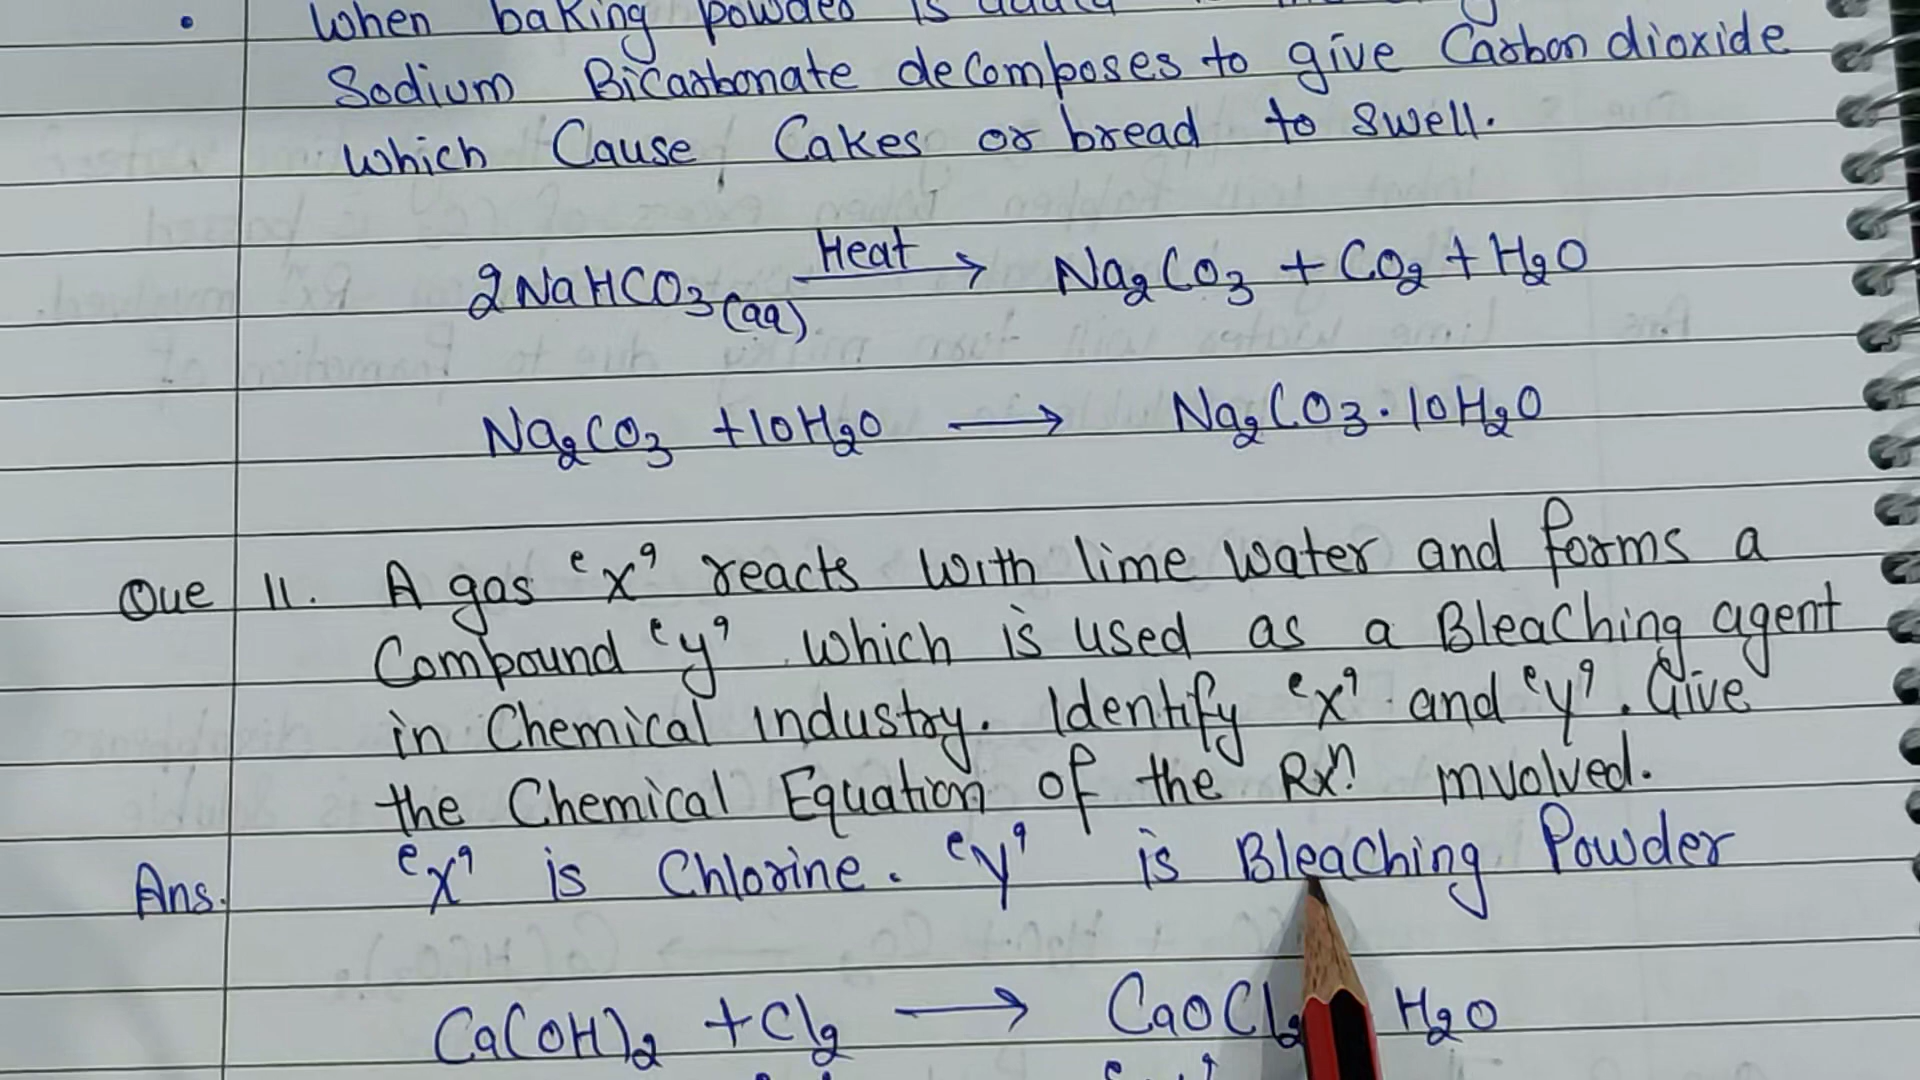 • When baking powder is
Sodium Bicarbonate decomposes to give Carbon dioxide
which Cause Cakes or bread to swell.
2NaHCO₃(aq) Heat → Na₂CO₃ + CO₂ + H₂O
Na₂CO₃ + 10H₂O → Na₂CO₃·10H₂O
Que 11. A gas 'x' reacts with lime water and forms a
Compound 'y' which is used as a Bleaching agent
in Chemical industry. Identify 'x' and 'y'. Give
the Chemical Equation of the Rxⁿ. involved.
Ans. 'x' is Chlorine. 'y' is Bleaching Powder
Ca(OH)₂ + Cl₂ → CaOCl₂ H₂O